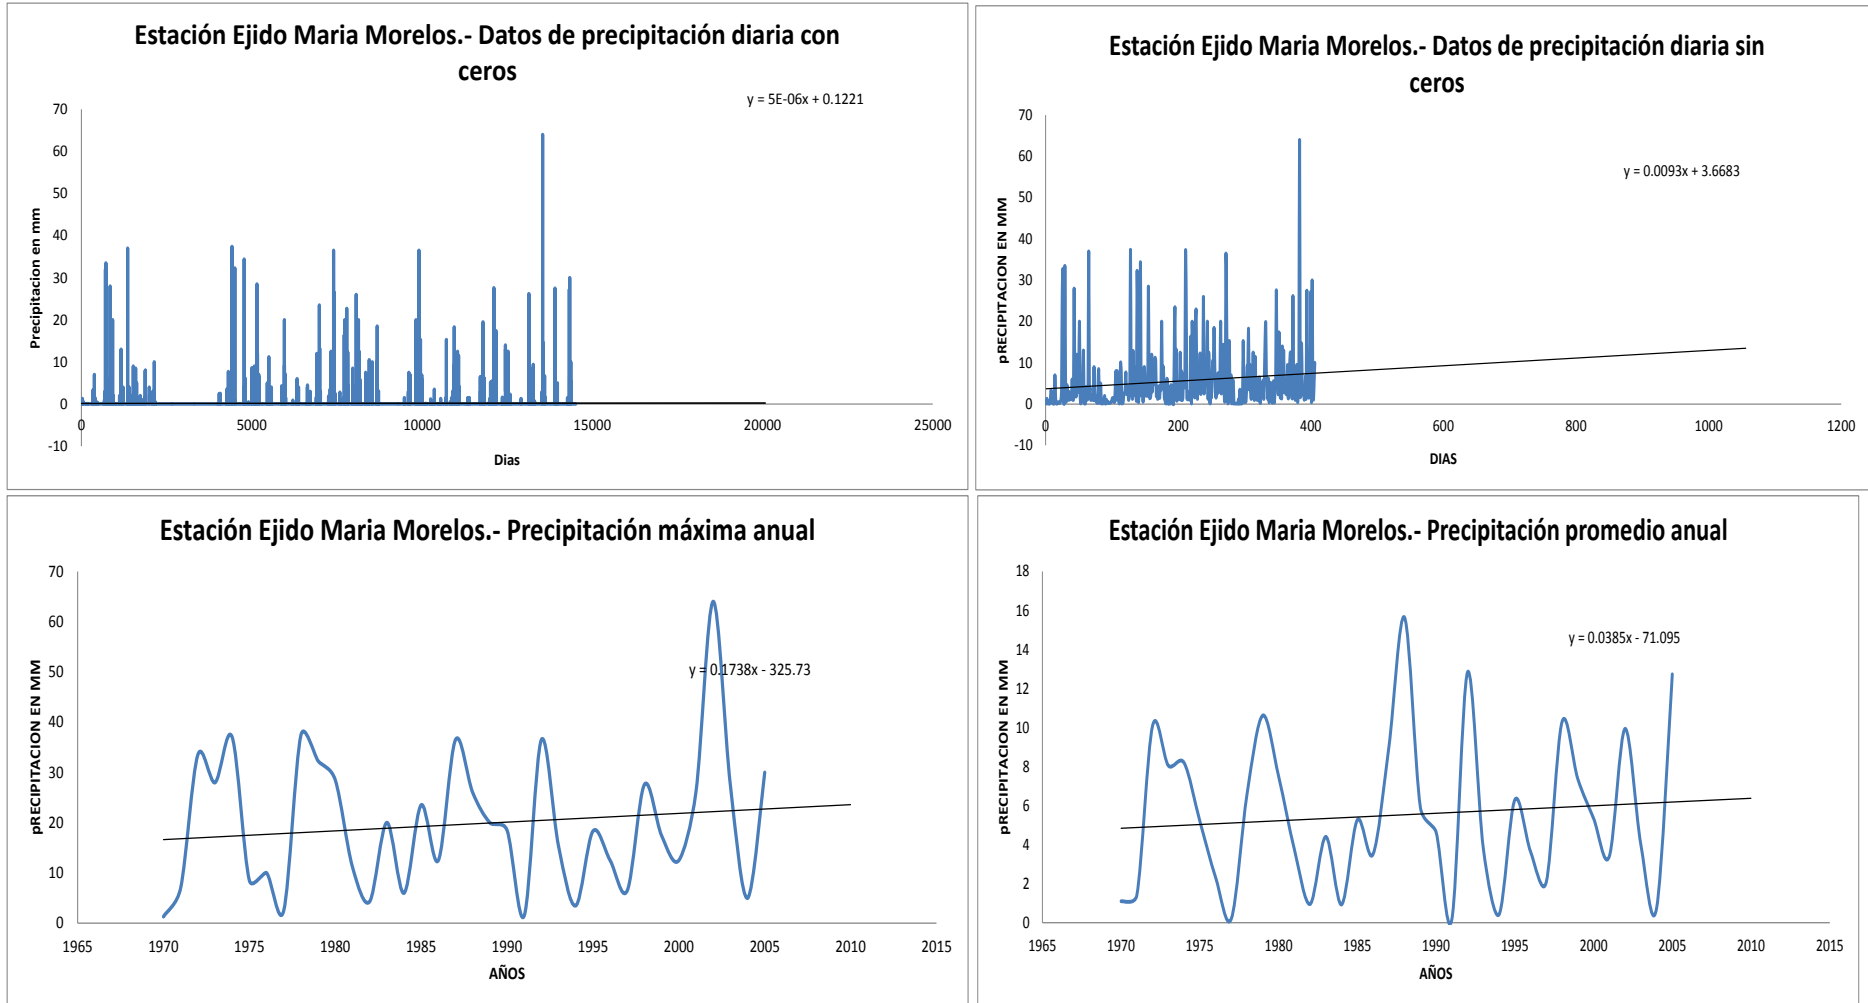 Estación Ejido Maria Morelos.- Datos de precipitación diaria con
ceros
y = 5E-06x + 0.1221
70
60
50
40
30
20
10
0
-10
Precipitacion en mm
0 5000 10000 15000 20000 25000
Dias
Estación Ejido Maria Morelos.- Datos de precipitación diaria sin
ceros
y = 0.0093x + 3.6683
70
60
50
40
30
20
10
0
-10
pRECIPITACION EN MM
0 200 400 600 800 1000 1200
DIAS
Estación Ejido Maria Morelos.- Precipitación máxima anual
y = 0.1738x - 325.73
70
60
50
40
30
20
10
0
pRECIPITACION EN MM
1965 1970 1975 1980 1985 1990 1995 2000 2005 2010 2015
AÑOS
Estación Ejido Maria Morelos.- Precipitación promedio anual
y = 0.0385x - 71.095
18
16
14
12
10
8
6
4
2
0
pRECIPITACION EN MM
1965 1970 1975 1980 1985 1990 1995 2000 2005 2010 2015
AÑOS